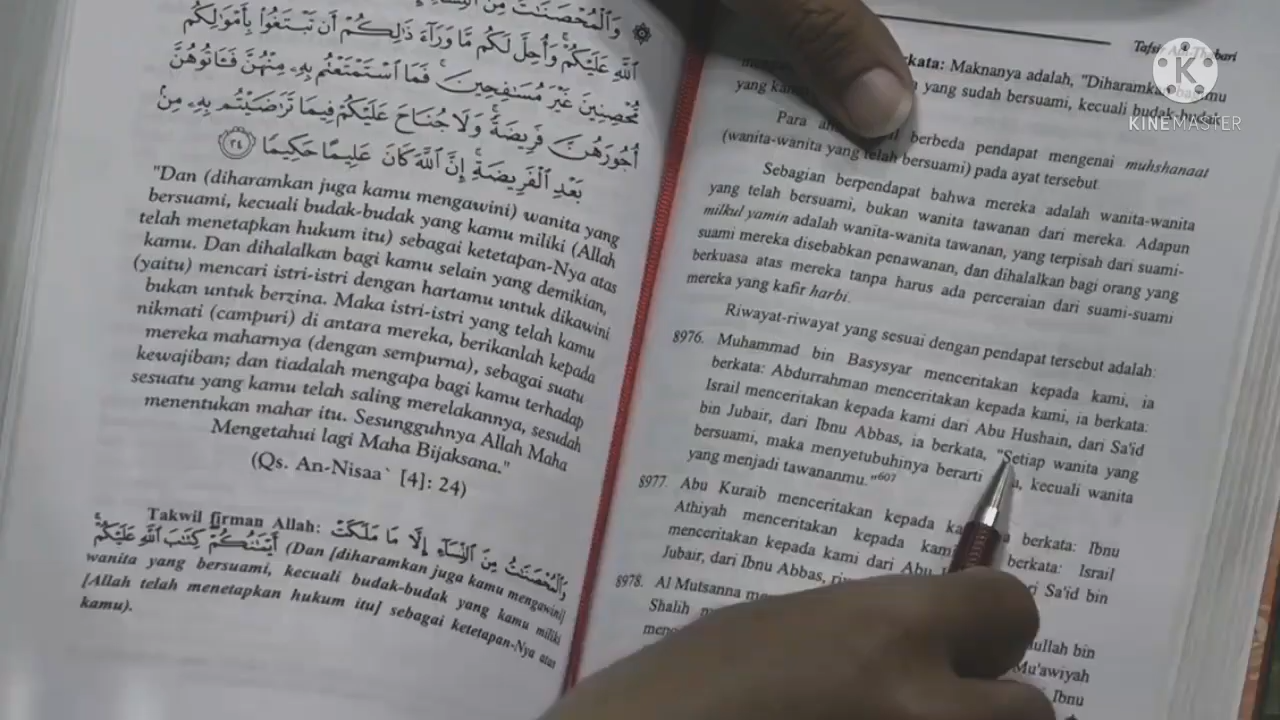 وَالْمُحْصَنَاتُ مِنَ النِّسَاءِ
اللَّهِ عَلَيْكُمْ وَأُحِلَّ لَكُم مَّا وَرَآءَ ذَٰلِكُمْ أَن تَبْتَغُوا بِأَمْوَالِكُم
مُّحْصِنِينَ غَيْرَ مُسَافِحِينَ فَمَا اسْتَمْتَعْتُم بِهِ مِنْهُنَّ فَآتُوهُنَّ
أُجُورَهُنَّ فَرِيضَةً وَلَا جُنَاحَ عَلَيْكُمْ فِيمَا تَرَاضَيْتُم بِهِ مِنْ
بَعْدِ الْفَرِيضَةِ إِنَّ اللَّهَ كَانَ عَلِيمًا حَكِيمًا ٢٤
"Dan (diharamkan juga kamu mengawini) wanita yang
bersuami, kecuali budak-budak yang kamu miliki (Allah
telah menetapkan hukum itu) sebagai ketetapan-Nya atas
kamu. Dan dihalalkan bagi kamu selain yang demikian,
(yaitu) mencari istri-istri dengan hartamu untuk dikawini
bukan untuk berzina. Maka istri-istri yang telah kamu
nikmati (campuri) di antara mereka, berikanlah kepada
mereka maharnya (dengan sempurna), sebagai suatu
kewajiban; dan tiadalah mengapa bagi kamu terhadap
sesuatu yang kamu telah saling merelakannya, sesudah
menentukan mahar itu. Sesungguhnya Allah Maha
Mengetahui lagi Maha Bijaksana."
(Qs. An-Nisaa` [4]: 24)
Takwil firman Allah: وَالْمُحْصَنَاتُ مِنَ النِّسَاءِ إِلَّا مَا مَلَكَتْ
أَيْمَانُكُمْ كِتَابَ اللَّهِ عَلَيْكُمْ (Dan [diharamkan juga kamu mengawini]
wanita yang bersuami, kecuali budak-budak yang kamu miliki
[Allah telah menetapkan hukum itu] sebagai ketetapan-Nya atas
kamu).
Tafsir
berkata: Maknanya adalah, "Diharamkan
yang yang sudah bersuami, kecuali budak
Para berbeda pendapat mengenai muhshanaat
(wanita-wanita yang telah bersuami) pada ayat tersebut.
Sebagian berpendapat bahwa mereka adalah wanita-wanita
yang telah bersuami, bukan wanita tawanan dari mereka. Adapun
milkul yamin adalah wanita-wanita tawanan, yang terpisah dari suami-
suami mereka disebabkan penawanan, dan dihalalkan bagi orang yang
berkuasa atas mereka tanpa harus ada perceraian dari suami-suami
mereka yang kafir harbi.
Riwayat-riwayat yang sesuai dengan pendapat tersebut adalah:
8976. Muhammad bin Basysyar menceritakan kepada kami, ia
berkata: Abdurrahman menceritakan kepada kami, ia berkata:
Israil menceritakan kepada kami dari Abu Hushain, dari Sa'id
bin Jubair, dari Ibnu Abbas, ia berkata, "Setiap wanita yang
bersuami, maka menyetubuhinya berarti kecuali wanita
yang menjadi tawananmu."607
8977. Abu Kuraib menceritakan kepada berkata: Ibnu
Athiyah menceritakan kepada kami berkata: Israil
menceritakan kepada kami dari Abu Sa'id bin
Jubair, dari Ibnu Abbas,
8978. Al Mutsanna
Shalih bin
Mu'awiyah
Ibnu
K
KINEMASTER